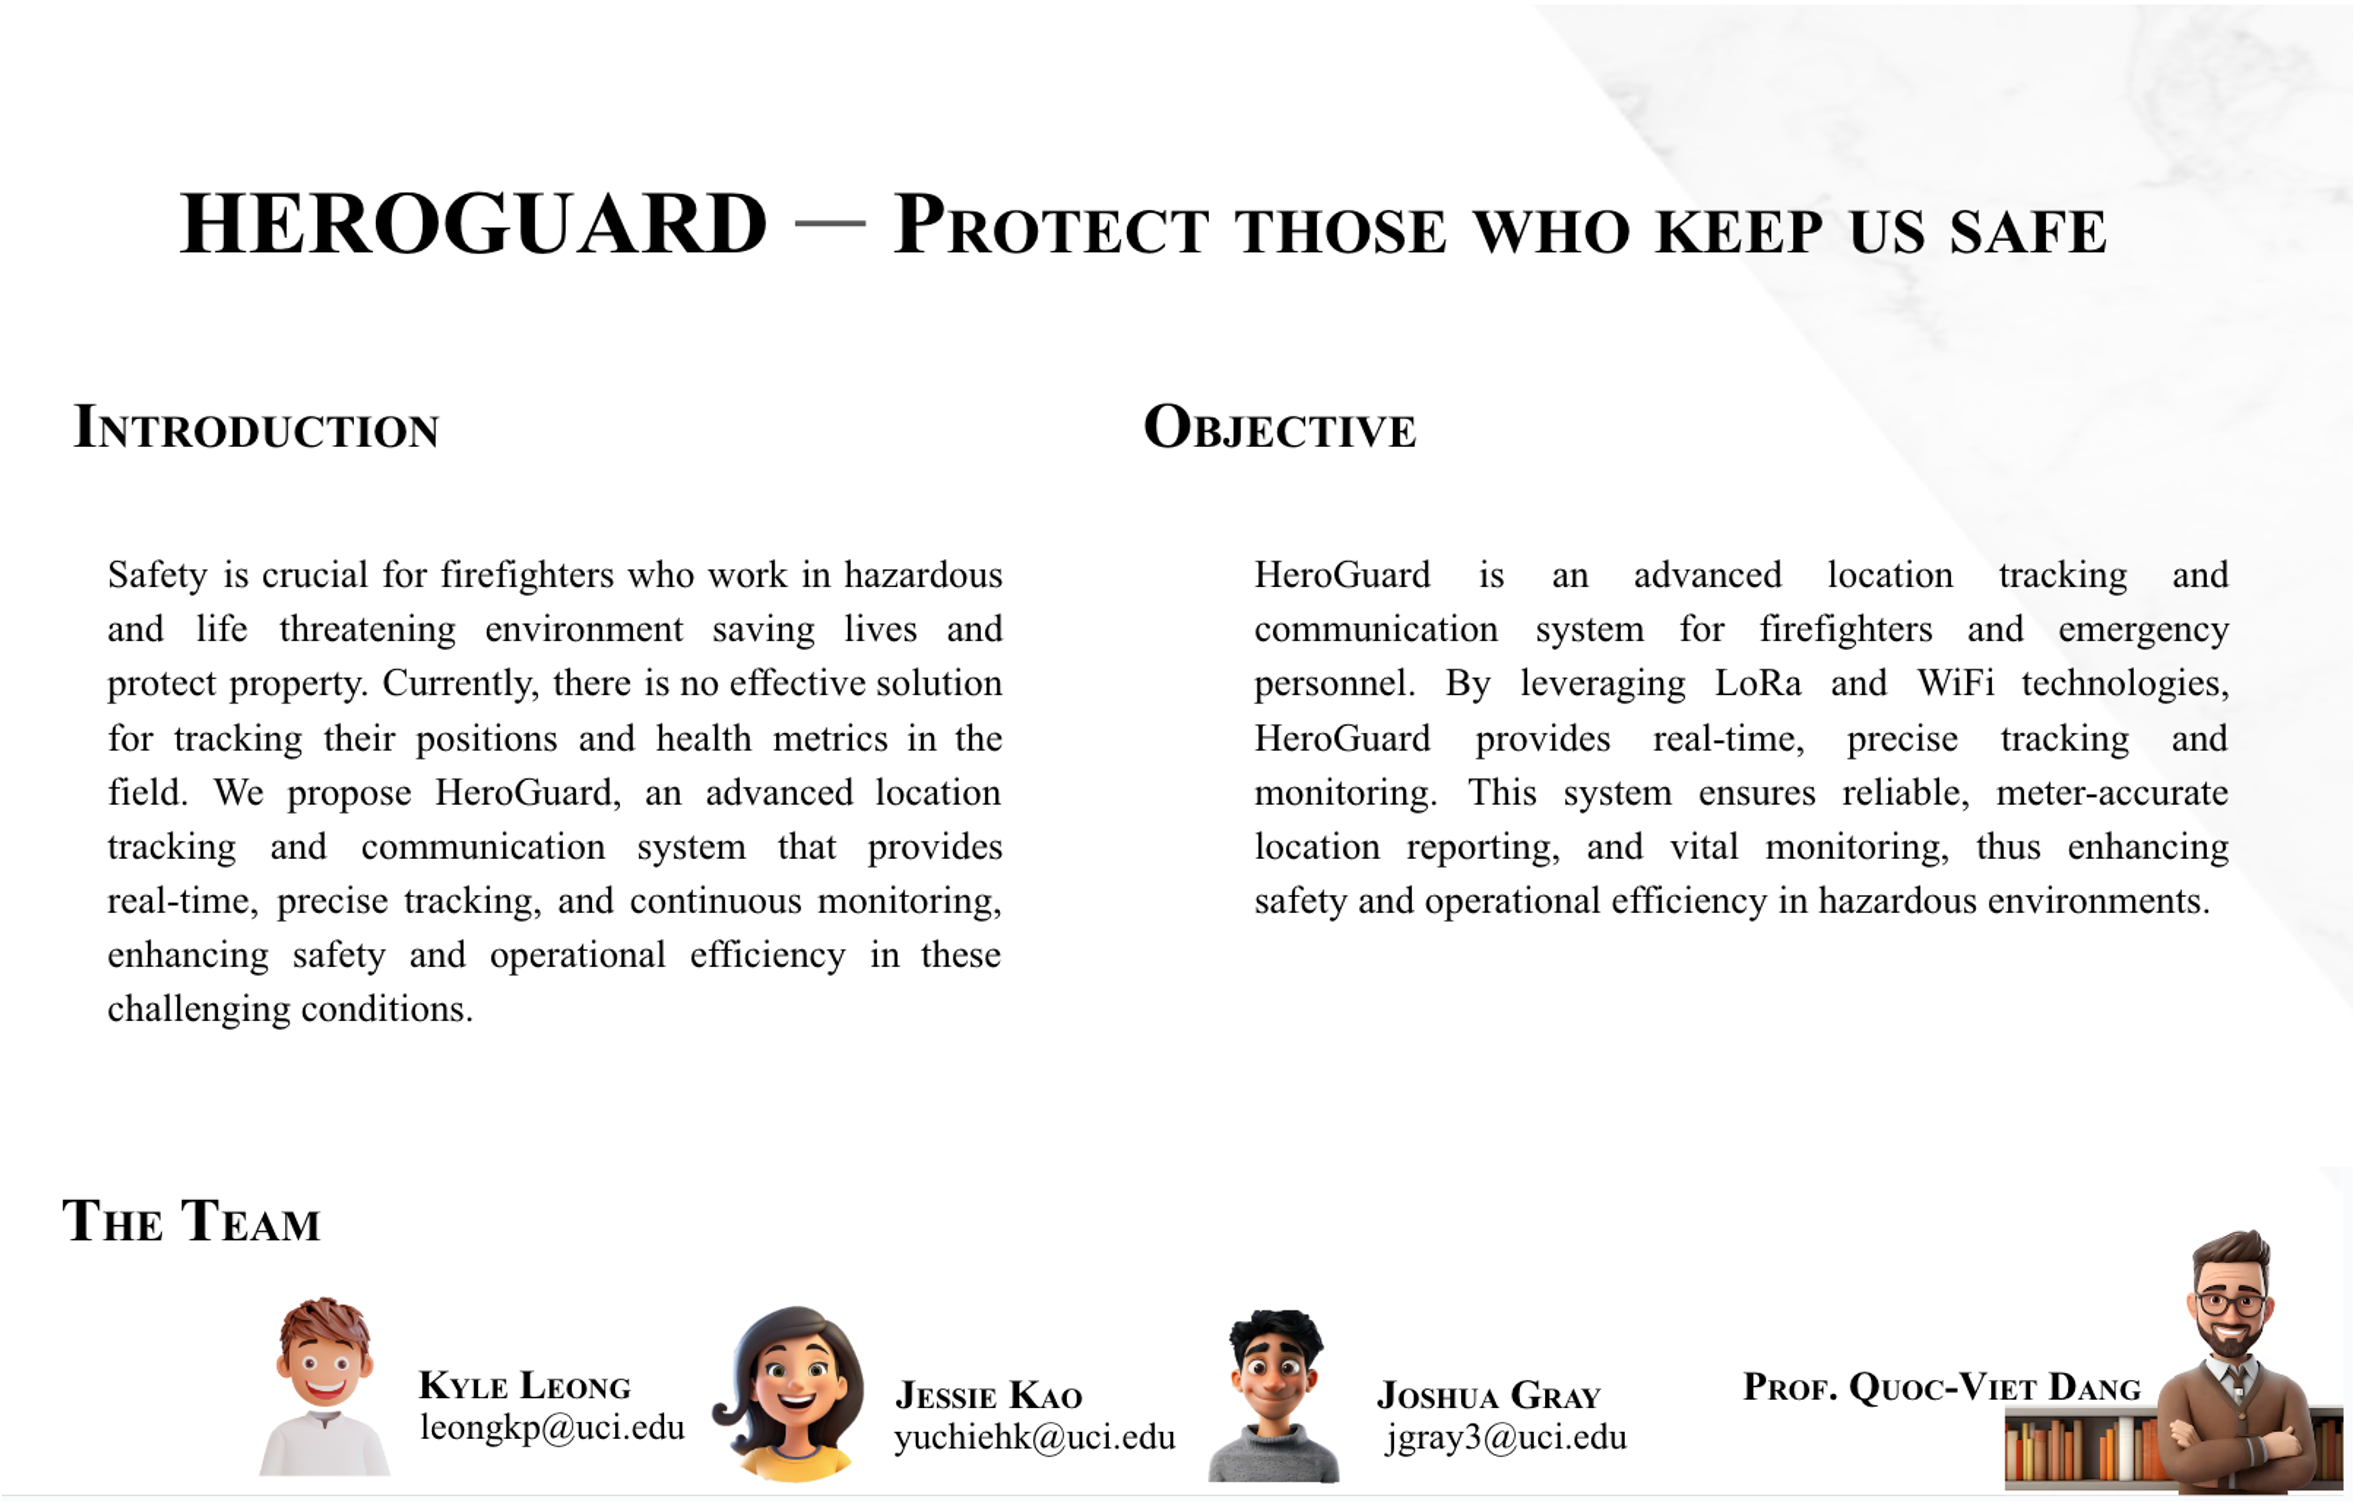 HEROGUARD — PROTECT THOSE WHO KEEP US SAFE
INTRODUCTION
Safety is crucial for firefighters who work in hazardous
and life threatening environment saving lives and
protect property. Currently, there is no effective solution
for tracking their positions and health metrics in the
field. We propose HeroGuard, an advanced location
tracking and communication system that provides
real-time, precise tracking, and continuous monitoring,
enhancing safety and operational efficiency in these
challenging conditions.
OBJECTIVE
HeroGuard is an advanced location tracking and
communication system for firefighters and emergency
personnel. By leveraging LoRa and WiFi technologies,
HeroGuard provides real-time, precise tracking and
monitoring. This system ensures reliable, meter-accurate
location reporting, and vital monitoring, thus enhancing
safety and operational efficiency in hazardous environments.
THE TEAM
KYLE LEONG
leongkp@uci.edu
JESSIE KAO
yuchiehk@uci.edu
JOSHUA GRAY
jgray3@uci.edu
PROF. QUOC-VIET DANG